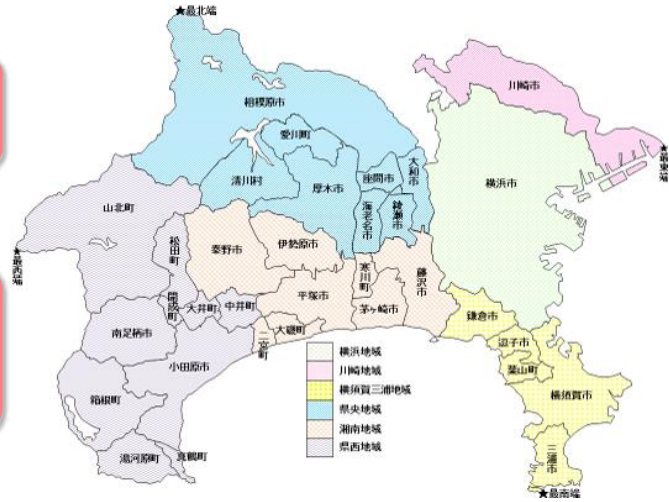 ★最北端
川崎市
相模原市
愛川町
大和市
★最東端
清川村
厚木市
座間市
横浜市
山北町
海老名市
綾瀬市
松田町
秦野市
伊勢原市
★最西端
寒川町
藤沢市
開成町
大井町
中井町
平塚市
茅ヶ崎市
鎌倉市
南足柄市
大磯町
二宮町
逗子市
小田原市
葉山町
横須賀市
箱根町
三浦市
湯河原町
真鶴町
★最南端
横浜地域
川崎地域
横須賀三浦地域
県央地域
湘南地域
県西地域